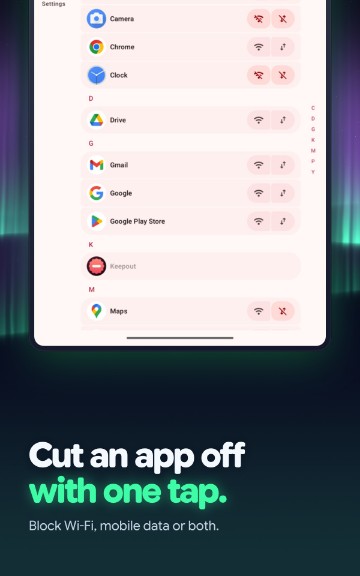 Settings
Camera
Chrome
Clock
D
Drive
G
Gmail
Google
Google Play Store
K
Keepout
M
Maps
C
D
G
K
M
P
Y
Cut an app off
with one tap.
Block Wi-Fi, mobile data or both.